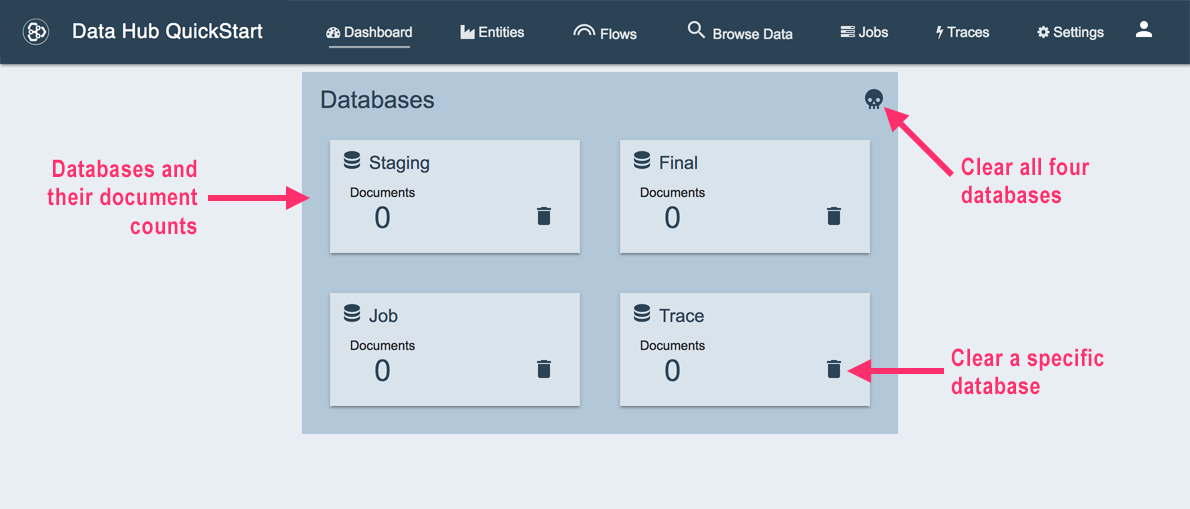 Data Hub QuickStart
Dashboard
Entities
Flows
Browse Data
Jobs
Traces
Settings
Databases
Databases and
their document
counts
Staging
Documents
0
Final
Documents
0
Clear all four
databases
Job
Documents
0
Trace
Documents
0
Clear a specific
database